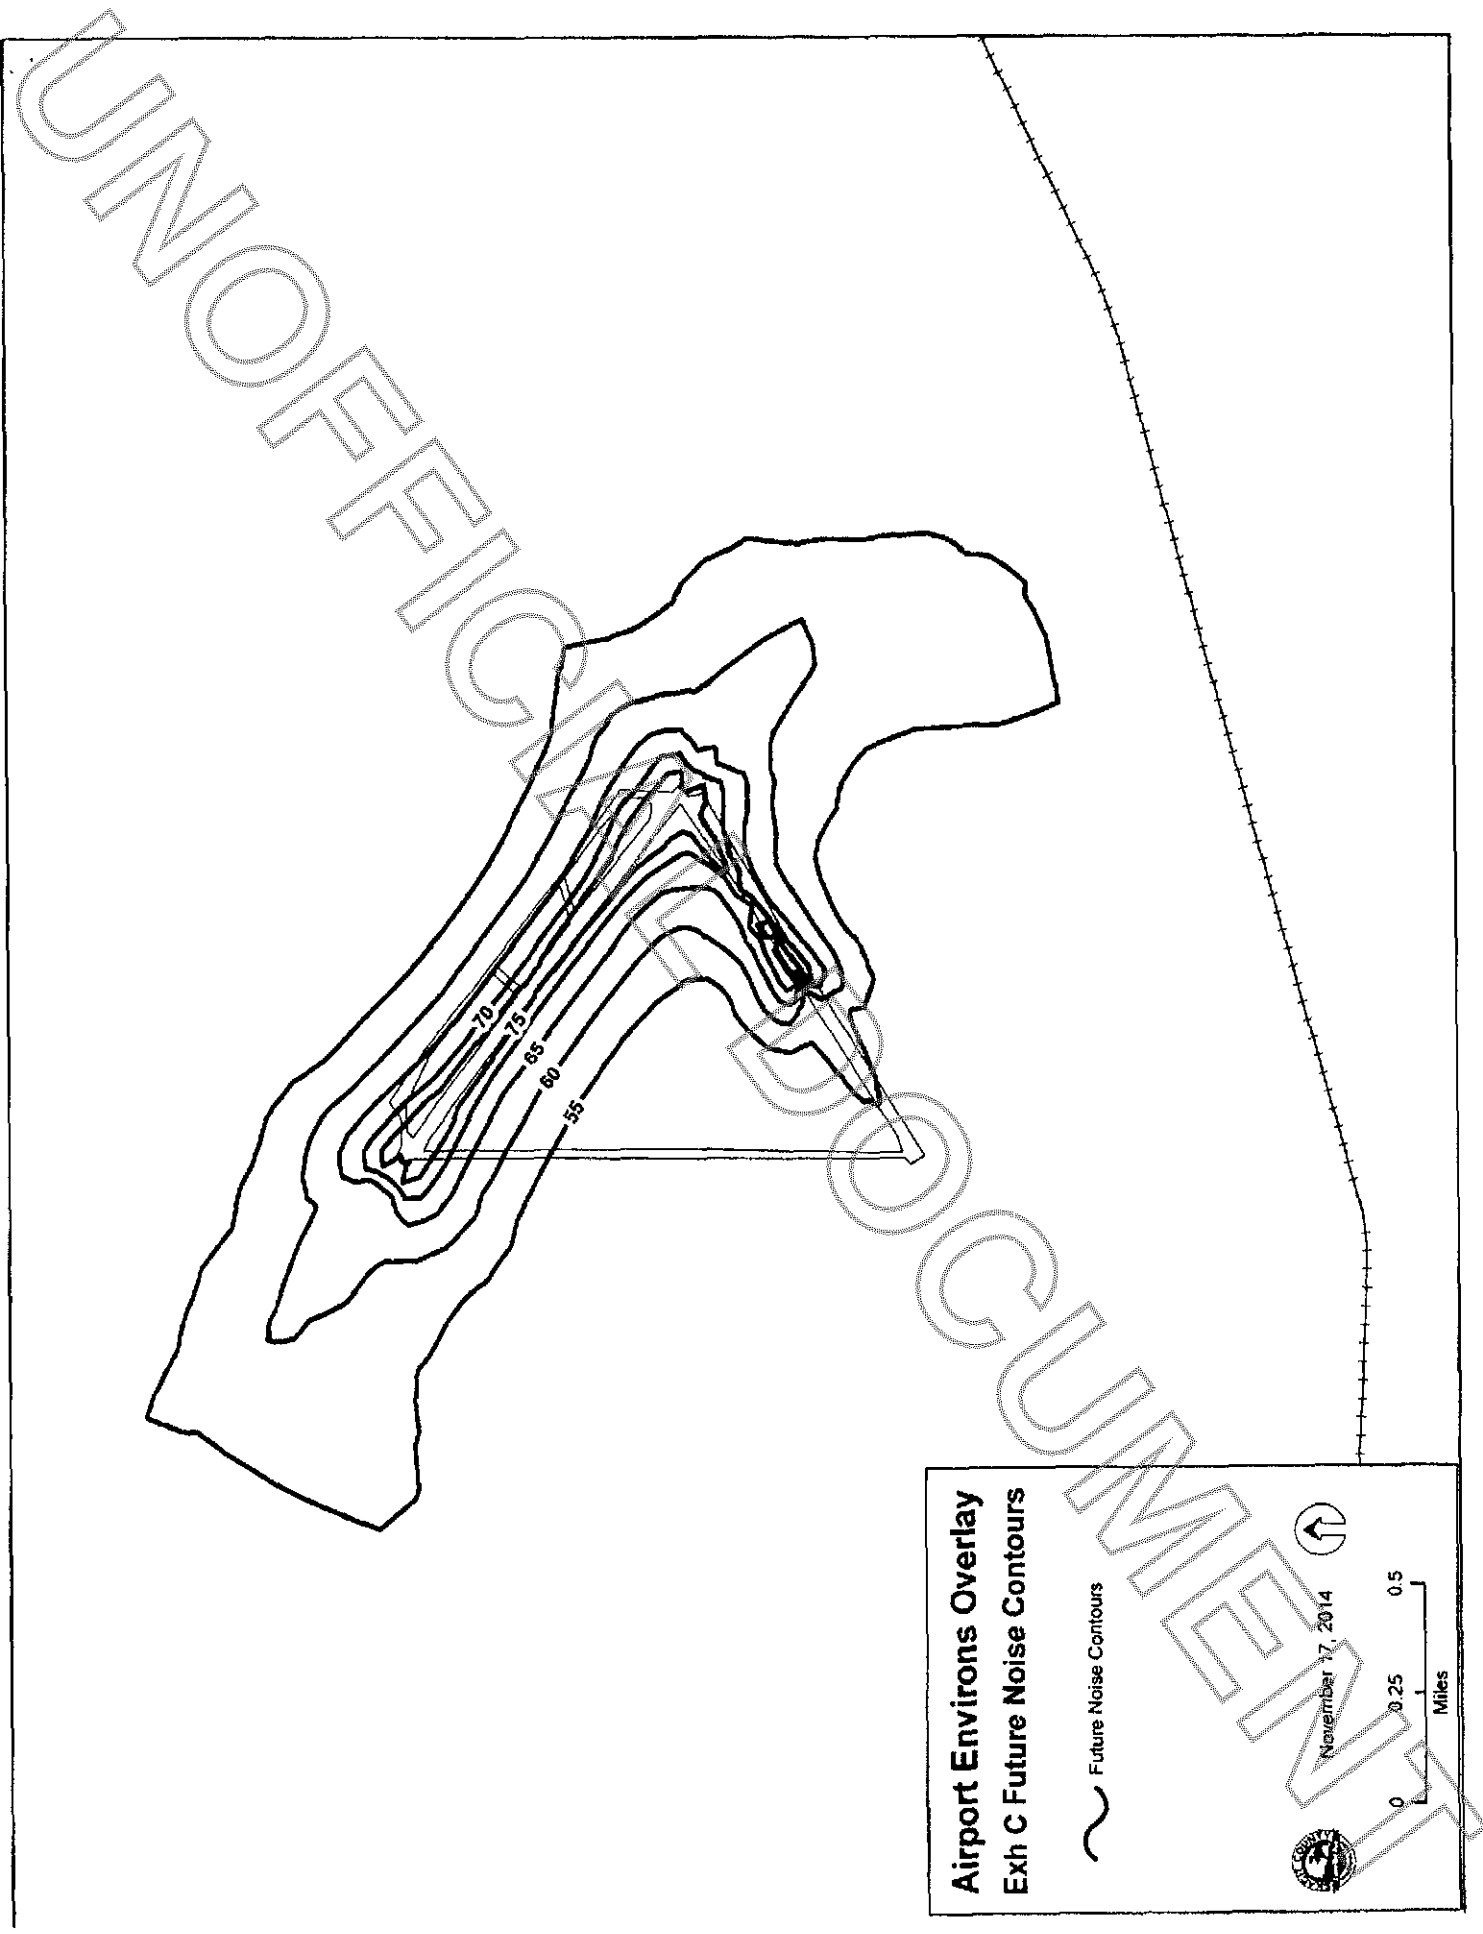 UNOFFICIAL DOCUMENT
70
75
65
60
55
Airport Environs Overlay
Exh C Future Noise Contours
Future Noise Contours
November 17, 2014
0 0.25 0.5
Miles